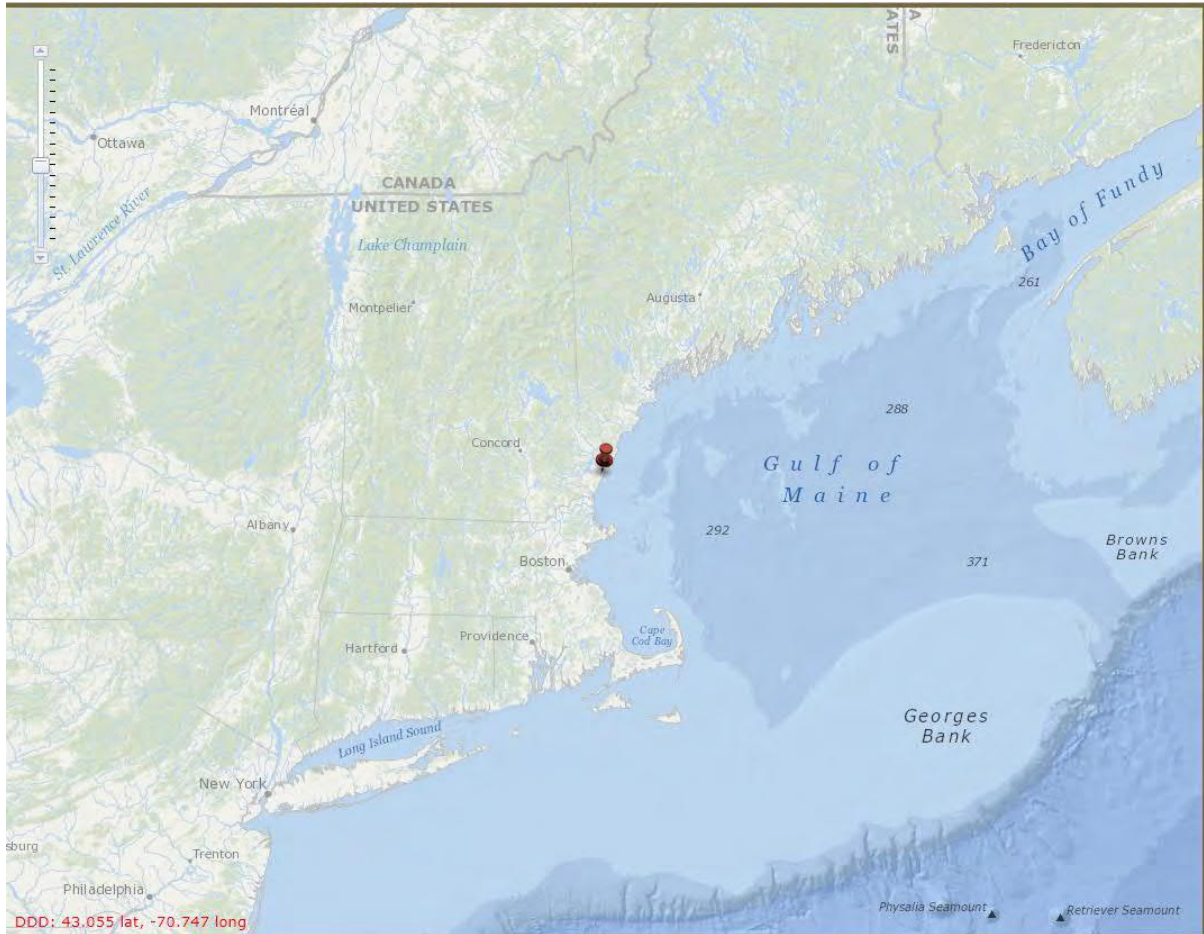 A
ATES
Fredericton
Montréal
Ottawa
CANADA
UNITED STATES
St. Lawrence River
Lake Champlain
Bay of Fundy
261
Montpelier
Augusta
288
Concord
Gulf of
Maine
Albany
292
Browns
Bank
Boston
371
Cape
Cod Bay
Providence
Hartford
Georges
Bank
Long Island Sound
New York
sburg
Trenton
Philadelphia
Physalia Seamount
Retriever Seamount
DDD: 43.055 lat, -70.747 long